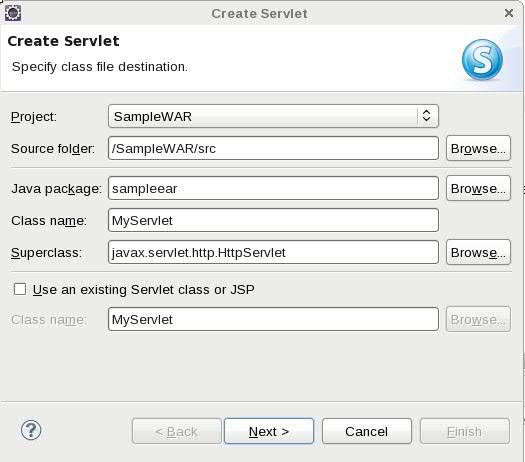 Create Servlet
Create Servlet
Specify class file destination.
S
Project: SampleWAR
Source folder: /SampleWAR/src Browse...
Java package: sampleear Browse...
Class name: MyServlet
Superclass: javax.servlet.http.HttpServlet Browse...
Use an existing Servlet class or JSP
Class name: MyServlet Browse...
? < Back Next > Cancel Finish